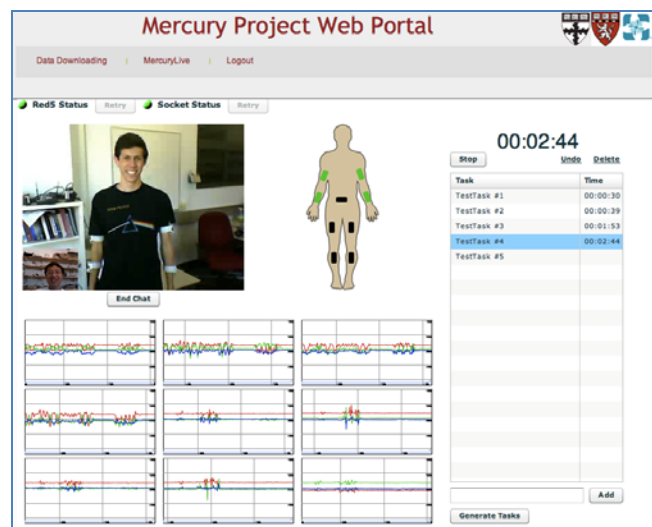 Mercury Project Web Portal
Data Downloading | MercuryLive | Logout
Red5 Status Retry Socket Status Retry
00:02:44
Stop Undo Delete
Task Time
TestTask #1 00:00:30
TestTask #2 00:00:39
TestTask #3 00:01:53
TestTask #4 00:02:44
TestTask #5
End Chat
Add
Generate Tasks